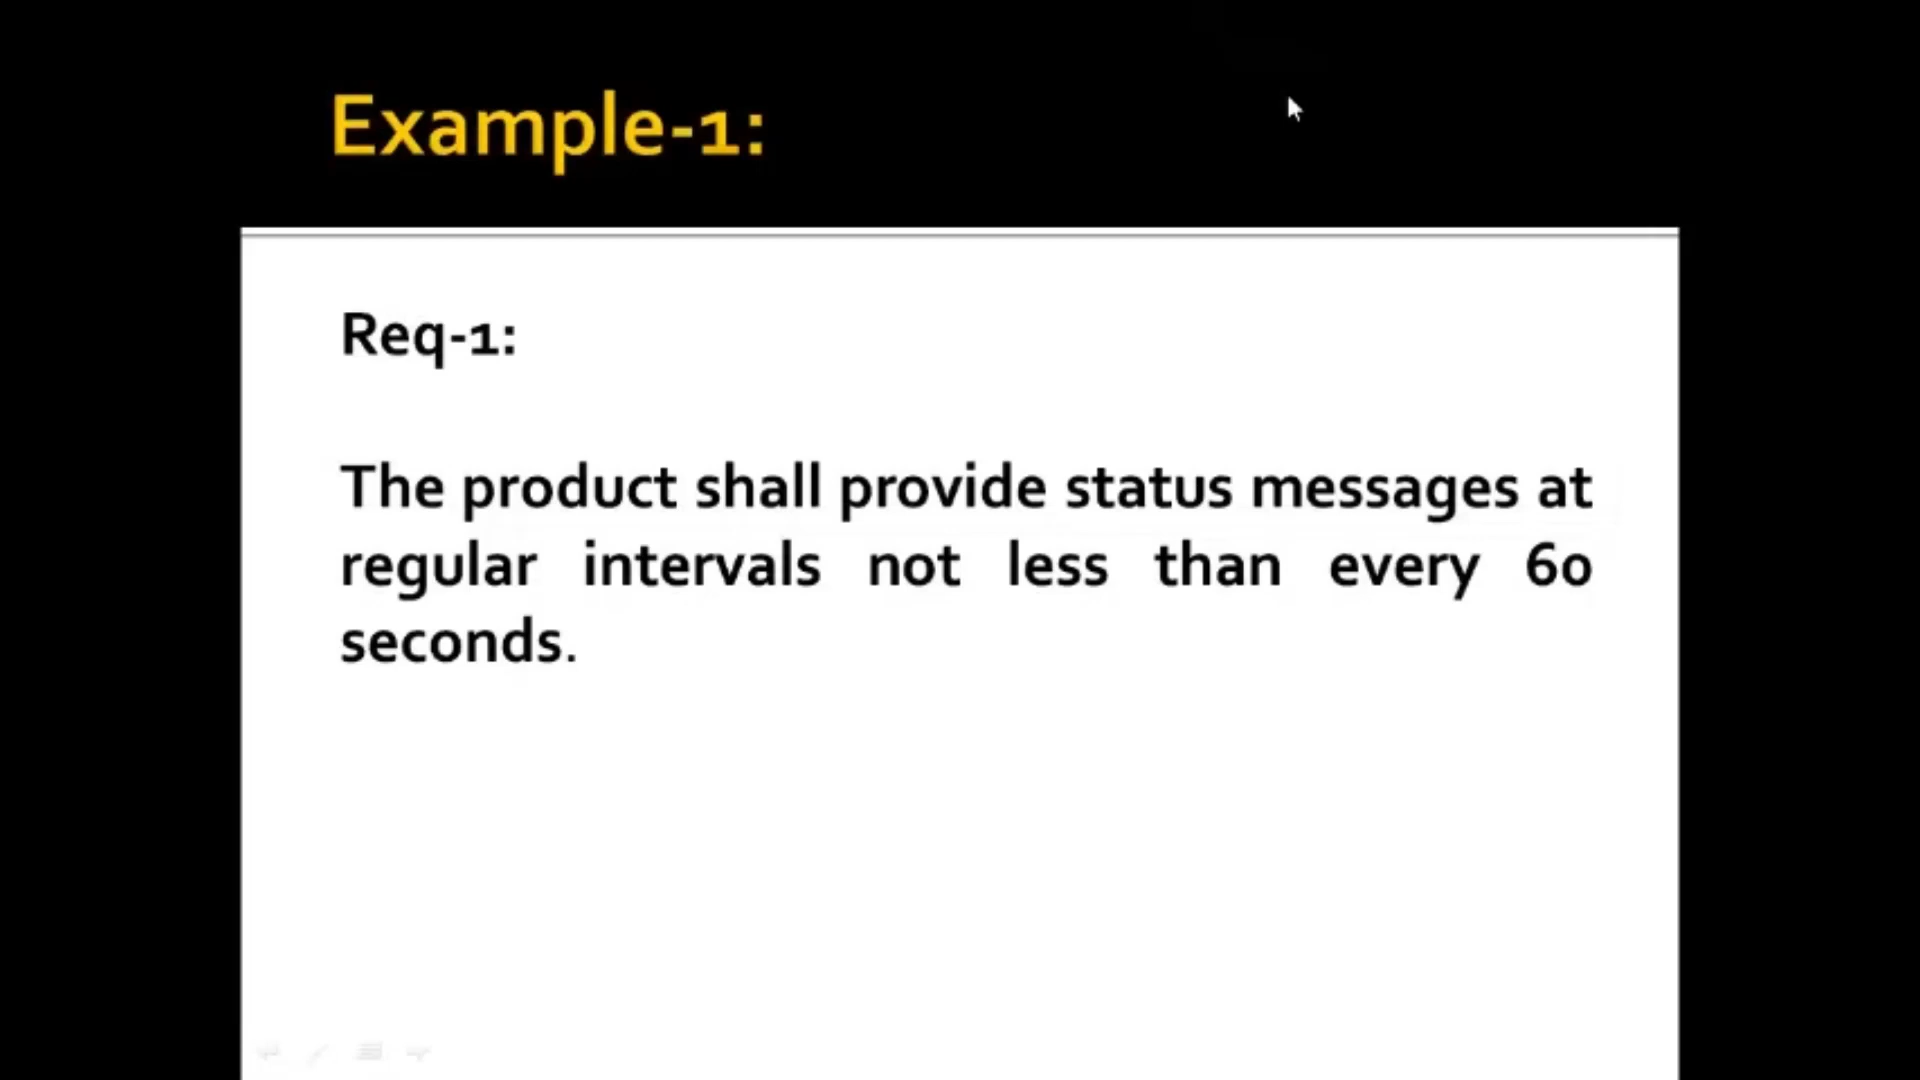 Example-1:
Req-1:
The product shall provide status messages at
regular intervals not less than every 60
seconds.